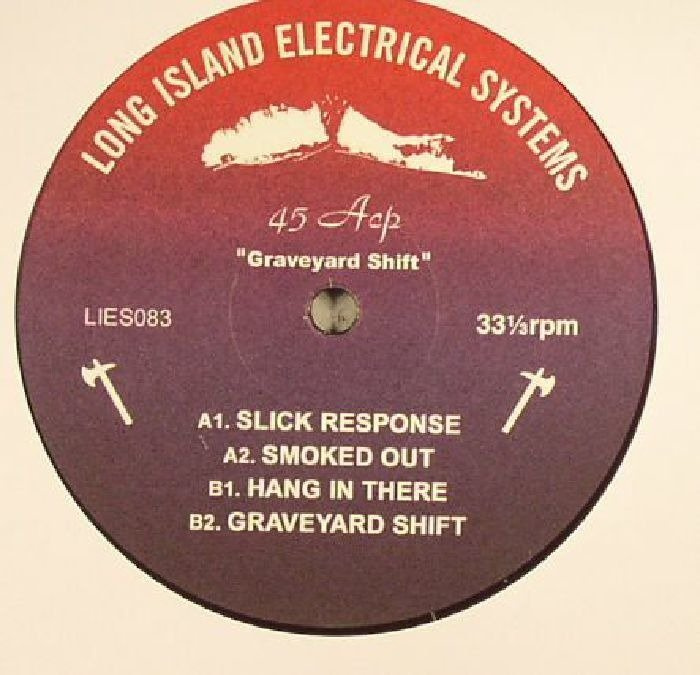 LONG ISLAND ELECTRICAL SYSTEMS
45 Acp
"Graveyard Shift"
LIES083
33⅓rpm
A1. SLICK RESPONSE
A2. SMOKED OUT
B1. HANG IN THERE
B2. GRAVEYARD SHIFT